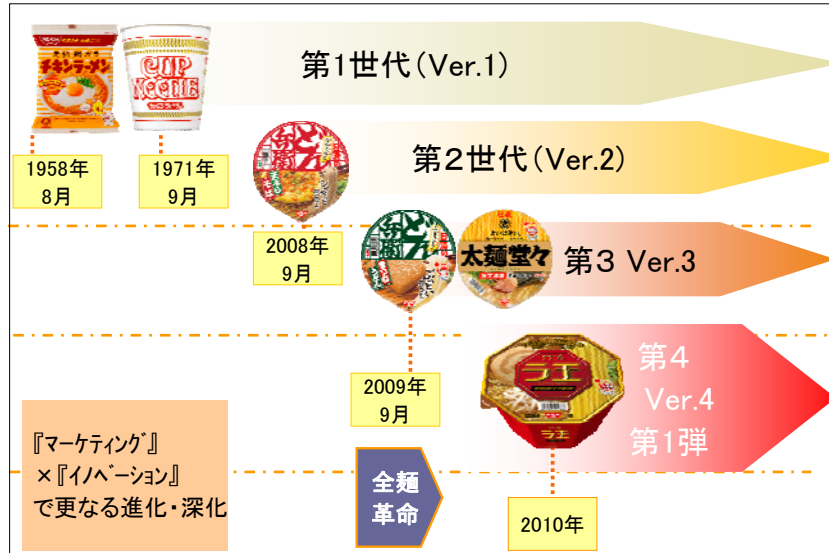 チキンラーメン
CUP
NOODLE
第1世代(Ver.1)
1958年
8月
1971年
9月
どん兵衛
第2世代(Ver.2)
2008年
9月
どん兵衛
太麺堂々
第3 Ver.3
2009年
9月
ラ王
第4
Ver.4
第1弾
2010年
『マーケティング』
×『イノベーション』
で更なる進化・深化
全麺
革命